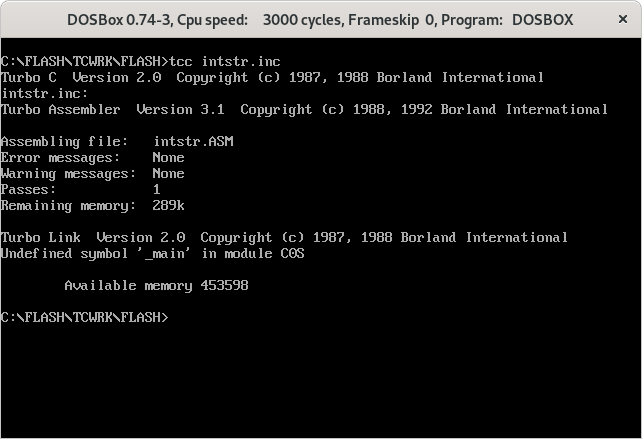 DOSBox 0.74-3, Cpu speed:    3000 cycles, Frameskip  0, Program:   DOSBOX
C:\FLASH\TCWRK\FLASH>tcc intstr.inc
Turbo C  Version 2.0  Copyright (c) 1987, 1988 Borland International
intstr.inc:
Turbo Assembler  Version 3.1  Copyright (c) 1988, 1992 Borland International
Assembling file:   intstr.ASM
Error messages:    None
Warning messages:  None
Passes:            1
Remaining memory:  289k
Turbo Link  Version 2.0  Copyright (c) 1987, 1988 Borland International
Undefined symbol '_main' in module C0S
        Available memory 453598
C:\FLASH\TCWRK\FLASH>